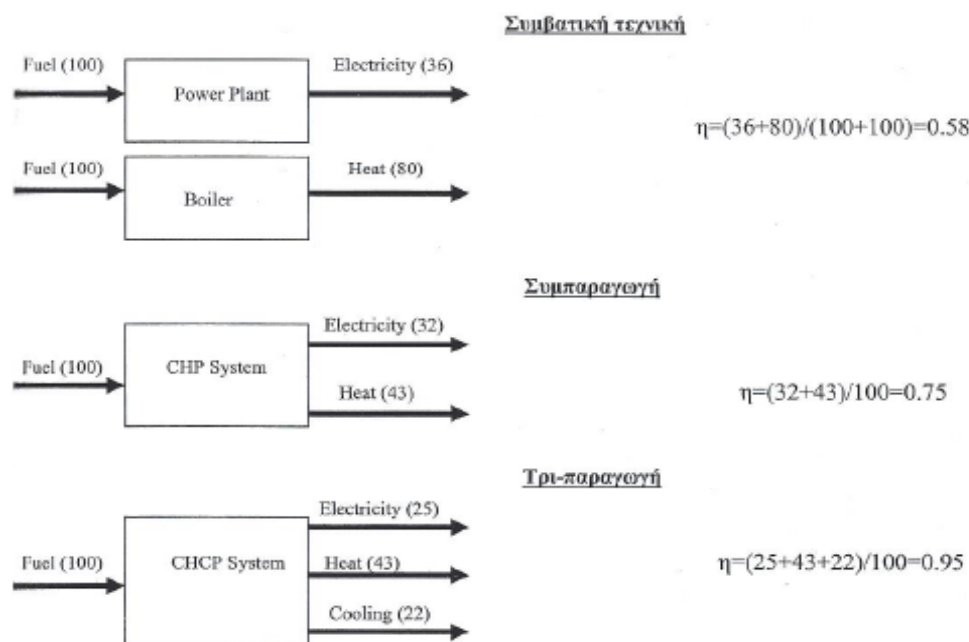 Συμβατική τεχνική
Fuel (100)
Power Plant
Electricity (36)
η=(36+80)/(100+100)=0.58
Fuel (100)
Boiler
Heat (80)
Συμπαραγωγή
Fuel (100)
CHP System
Electricity (32)
Heat (43)
η=(32+43)/100=0.75
Τρι-παραγωγή
Fuel (100)
CHCP System
Electricity (25)
Heat (43)
Cooling (22)
η=(25+43+22)/100=0.95